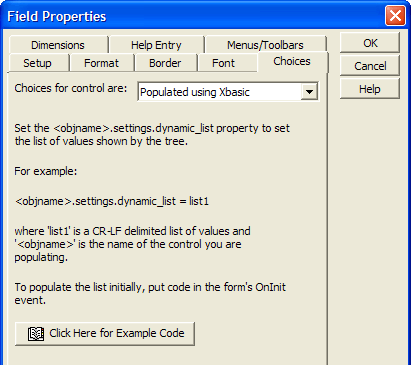 Field Properties
Dimensions Help Entry Menus/Toolbars
Setup Format Border Font Choices
OK
Cancel
Help
Choices for control are: Populated using Xbasic
Set the <objname>.settings.dynamic_list property to set
the list of values shown by the tree.
For example:
<objname>.settings.dynamic_list = list1
where 'list1' is a CR-LF delimited list of values and
'<objname>' is the name of the control you are
populating.
To populate the list initially, put code in the form's OnInit
event.
Click Here for Example Code